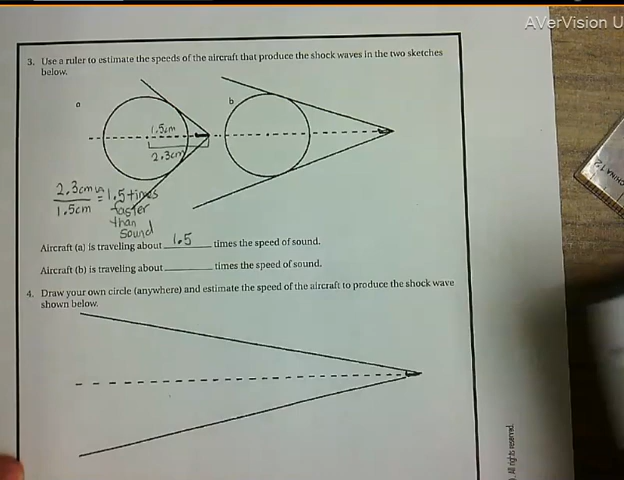 AVerVision U
3. Use a ruler to estimate the speeds of the aircraft that produce the shock waves in the two sketches
below.
a
b
1.5cm
2.3cm
2.3cm ≈ 1.5 times
1.5cm
faster
than
sound
Aircraft (a) is traveling about 1.5 times the speed of sound.
Aircraft (b) is traveling about ______ times the speed of sound.
4. Draw your own circle (anywhere) and estimate the speed of the aircraft to produce the shock wave
shown below.
All rights reserved.
CHINA